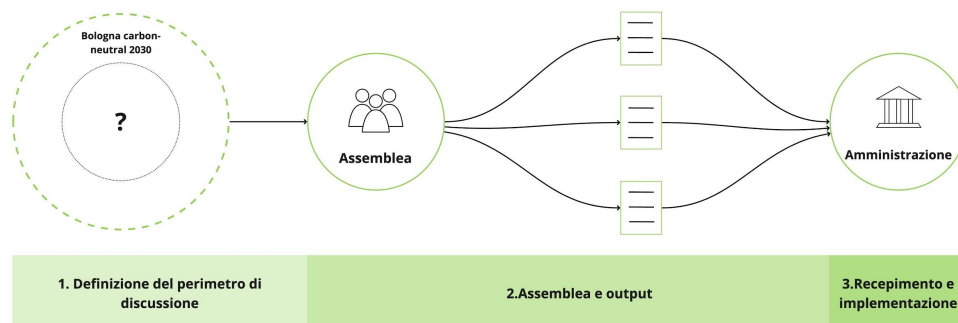 Bologna carbon-
neutral 2030
?
Assemblea
Amministrazione
1. Definizione del perimetro di
discussione
2.Assemblea e output
3.Recepimento e
implementazione